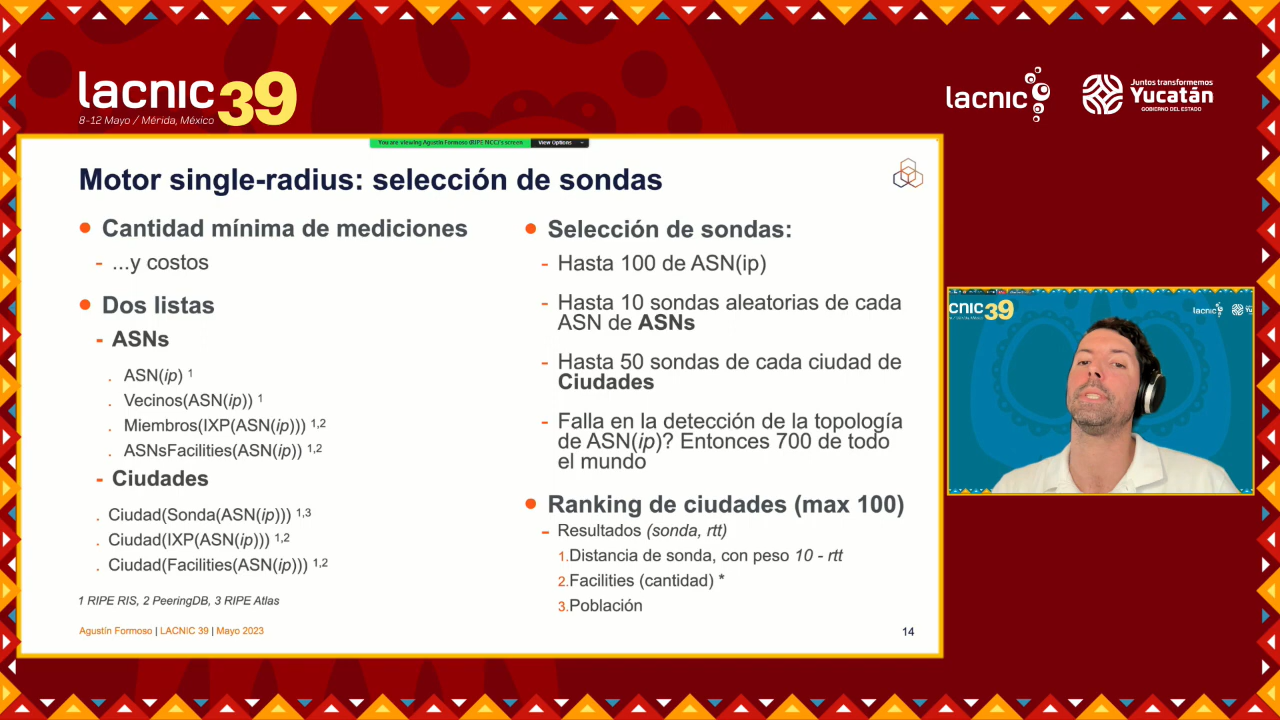 lacnic 39
8-12 Mayo / Mérida, México
lacnic
Juntos transformemos
Yucatán
GOBIERNO DEL ESTADO
You are viewing Agustín Formoso (RIPE NCC)'s screen
View Options
Motor single-radius: selección de sondas
● Cantidad mínima de mediciones
- ...y costos
● Dos listas
- ASNs
. ASN(ip) 1
. Vecinos(ASN(ip)) 1
. Miembros(IXP(ASN(ip))) 1,2
. ASNsFacilities(ASN(ip)) 1,2
- Ciudades
. Ciudad(Sonda(ASN(ip))) 1,3
. Ciudad(IXP(ASN(ip))) 1,2
. Ciudad(Facilities(ASN(ip))) 1,2
1 RIPE RIS, 2 PeeringDB, 3 RIPE Atlas
● Selección de sondas:
- Hasta 100 de ASN(ip)
- Hasta 10 sondas aleatorias de cada
ASN de ASNs
- Hasta 50 sondas de cada ciudad de
Ciudades
- Falla en la detección de la topología
de ASN(ip)? Entonces 700 de todo
el mundo
● Ranking de ciudades (max 100)
- Resultados (sonda, rtt)
1.Distancia de sonda, con peso 10 - rtt
2.Facilities (cantidad) *
3.Población
Agustín Formoso | LACNIC 39 | Mayo 2023
14
cnic 39
lacnic